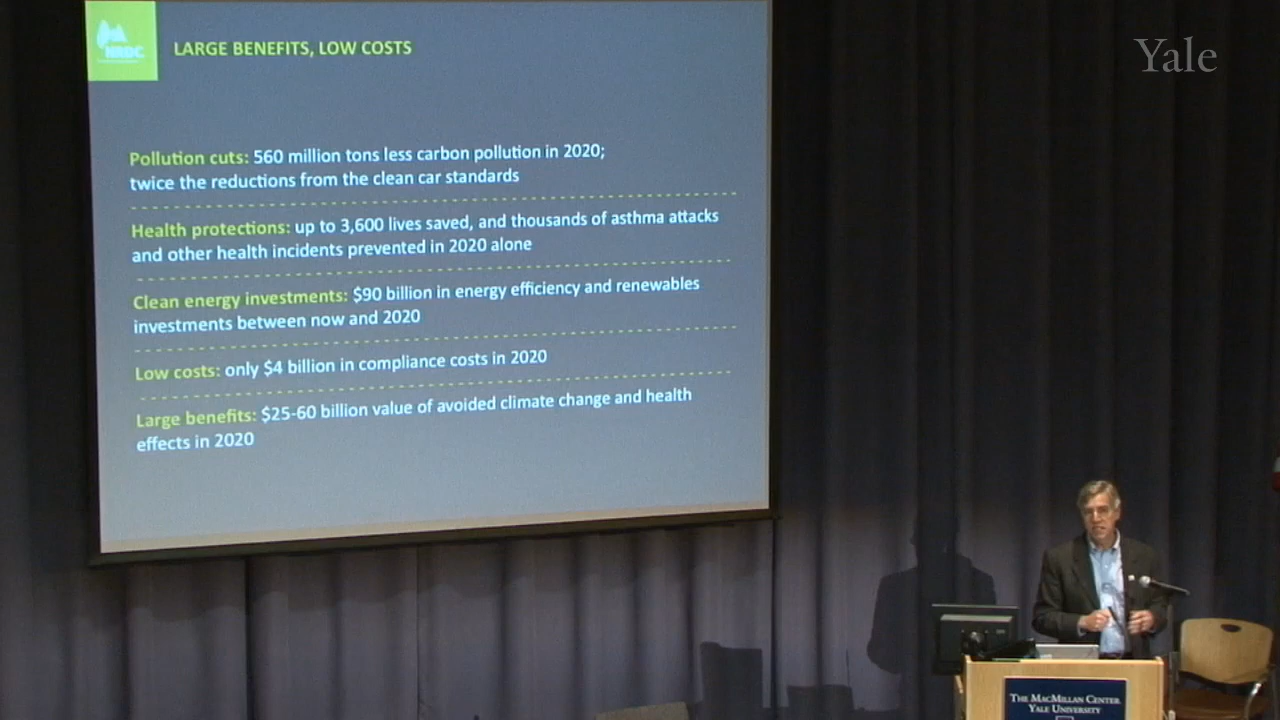 NRDC
LARGE BENEFITS, LOW COSTS
Yale
Pollution cuts: 560 million tons less carbon pollution in 2020;
twice the reductions from the clean car standards
Health protections: up to 3,600 lives saved, and thousands of asthma attacks
and other health incidents prevented in 2020 alone
Clean energy investments: $90 billion in energy efficiency and renewables
investments between now and 2020
Low costs: only $4 billion in compliance costs in 2020
Large benefits: $25-60 billion value of avoided climate change and health
effects in 2020
THE MACMILLAN CENTER
YALE UNIVERSITY